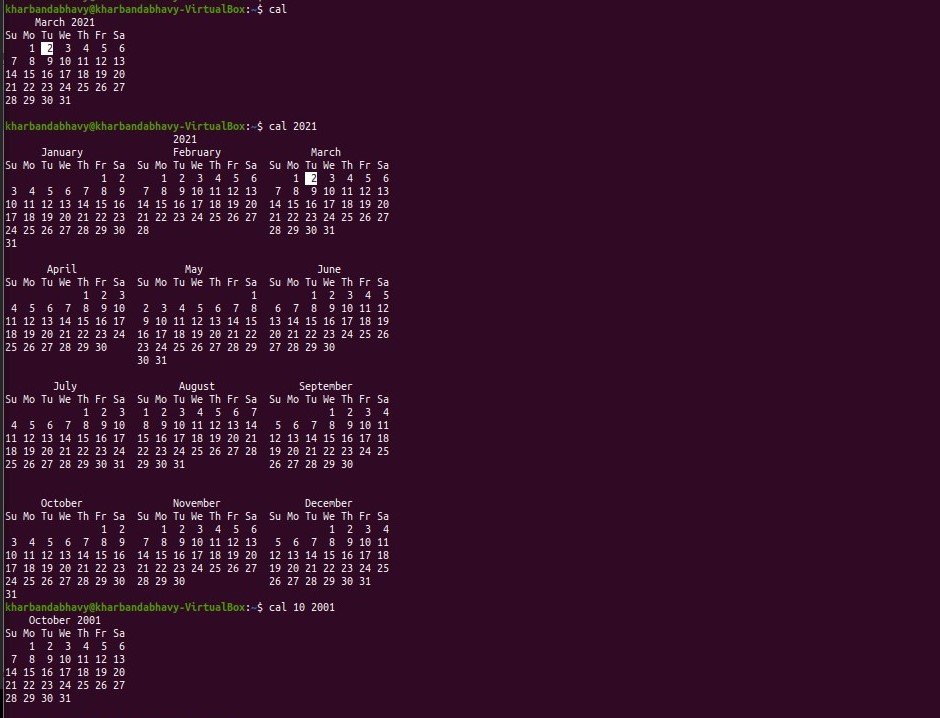 kharbandabhavy@kharbandabhavy-VirtualBox:~$ cal
     March 2021
Su Mo Tu We Th Fr Sa
    1  2  3  4  5  6
 7  8  9 10 11 12 13
14 15 16 17 18 19 20
21 22 23 24 25 26 27
28 29 30 31
kharbandabhavy@kharbandabhavy-VirtualBox:~$ cal 2021
                            2021
      January               February               March
Su Mo Tu We Th Fr Sa  Su Mo Tu We Th Fr Sa  Su Mo Tu We Th Fr Sa
                1  2      1  2  3  4  5  6      1  2  3  4  5  6
 3  4  5  6  7  8  9   7  8  9 10 11 12 13   7  8  9 10 11 12 13
10 11 12 13 14 15 16  14 15 16 17 18 19 20  14 15 16 17 18 19 20
17 18 19 20 21 22 23  21 22 23 24 25 26 27  21 22 23 24 25 26 27
24 25 26 27 28 29 30  28                    28 29 30 31
31
       April                  May                   June
Su Mo Tu We Th Fr Sa  Su Mo Tu We Th Fr Sa  Su Mo Tu We Th Fr Sa
             1  2  3                     1         1  2  3  4  5
 4  5  6  7  8  9 10   2  3  4  5  6  7  8   6  7  8  9 10 11 12
11 12 13 14 15 16 17   9 10 11 12 13 14 15  13 14 15 16 17 18 19
18 19 20 21 22 23 24  16 17 18 19 20 21 22  20 21 22 23 24 25 26
25 26 27 28 29 30     23 24 25 26 27 28 29  27 28 29 30
                      30 31
        July                 August              September
Su Mo Tu We Th Fr Sa  Su Mo Tu We Th Fr Sa  Su Mo Tu We Th Fr Sa
             1  2  3   1  2  3  4  5  6  7            1  2  3  4
 4  5  6  7  8  9 10   8  9 10 11 12 13 14   5  6  7  8  9 10 11
11 12 13 14 15 16 17  15 16 17 18 19 20 21  12 13 14 15 16 17 18
18 19 20 21 22 23 24  22 23 24 25 26 27 28  19 20 21 22 23 24 25
25 26 27 28 29 30 31  29 30 31              26 27 28 29 30
      October               November              December
Su Mo Tu We Th Fr Sa  Su Mo Tu We Th Fr Sa  Su Mo Tu We Th Fr Sa
                1  2      1  2  3  4  5  6            1  2  3  4
 3  4  5  6  7  8  9   7  8  9 10 11 12 13   5  6  7  8  9 10 11
10 11 12 13 14 15 16  14 15 16 17 18 19 20  12 13 14 15 16 17 18
17 18 19 20 21 22 23  21 22 23 24 25 26 27  19 20 21 22 23 24 25
24 25 26 27 28 29 30  28 29 30              26 27 28 29 30 31
31
kharbandabhavy@kharbandabhavy-VirtualBox:~$ cal 10 2001
    October 2001
Su Mo Tu We Th Fr Sa
    1  2  3  4  5  6
 7  8  9 10 11 12 13
14 15 16 17 18 19 20
21 22 23 24 25 26 27
28 29 30 31